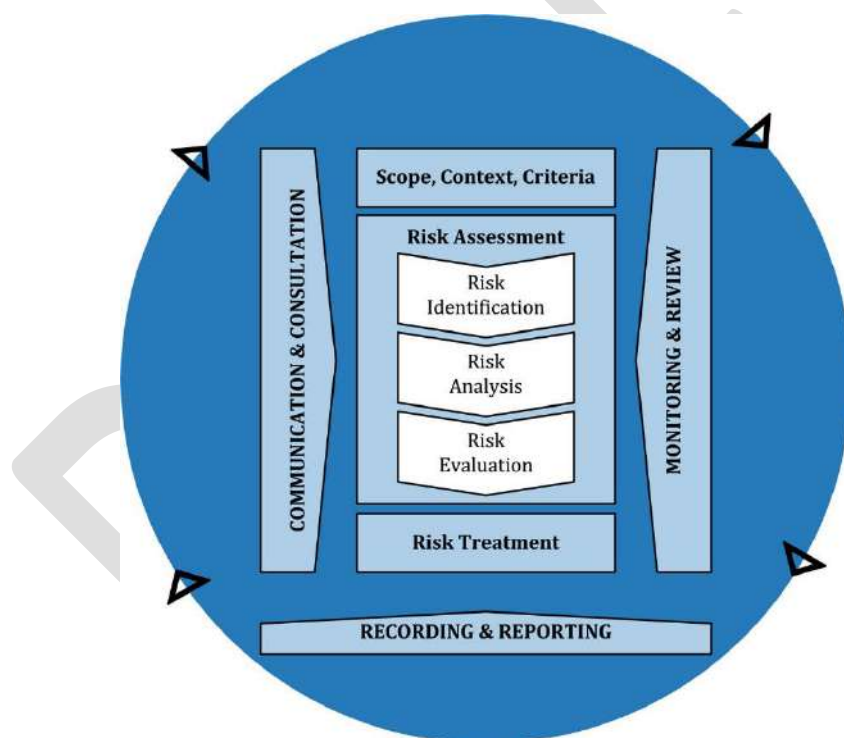 Scope, Context, Criteria
Risk Assessment
Risk
Identification
Risk
Analysis
Risk
Evaluation
Risk Treatment
COMMUNICATION & CONSULTATION
MONITORING & REVIEW
RECORDING & REPORTING